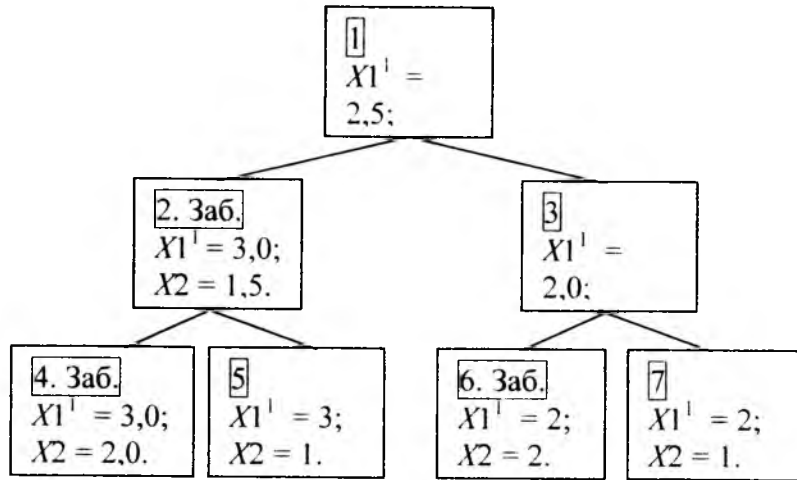 1
X1¹ =
2,5;
2. Заб.
X1¹ = 3,0;
X2 = 1,5.
3
X1¹ =
2,0;
4. Заб.
X1¹ = 3,0;
X2 = 2,0.
5
X1¹ = 3;
X2 = 1.
6. Заб.
X1¹ = 2;
X2 = 2.
7
X1¹ = 2;
X2 = 1.